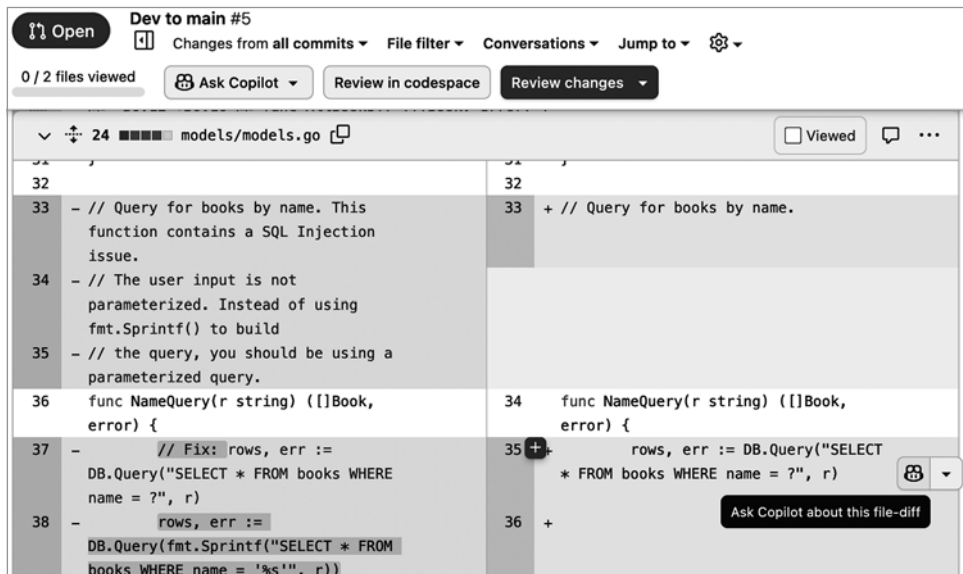 Open
Dev to main #5
Changes from all commits
File filter
Conversations
Jump to
0 / 2 files viewed
Ask Copilot
Review in codespace
Review changes
24
models/models.go
Viewed
31 }
32
33 - // Query for books by name. This
function contains a SQL Injection
issue.
34 - // The user input is not
parameterized. Instead of using
fmt.Sprintf() to build
35 - // the query, you should be using a
parameterized query.
36 func NameQuery(r string) ([]Book,
error) {
37 - // Fix: rows, err :=
DB.Query("SELECT * FROM books WHERE
name = ?", r)
38 - rows, err :=
DB.Query(fmt.Sprintf("SELECT * FROM
books WHERE name = '%s'", r))
31 }
32
33 + // Query for books by name.
34 func NameQuery(r string) ([]Book,
error) {
35 + rows, err := DB.Query("SELECT
* FROM books WHERE name = ?", r)
Ask Copilot about this file-diff
36 +